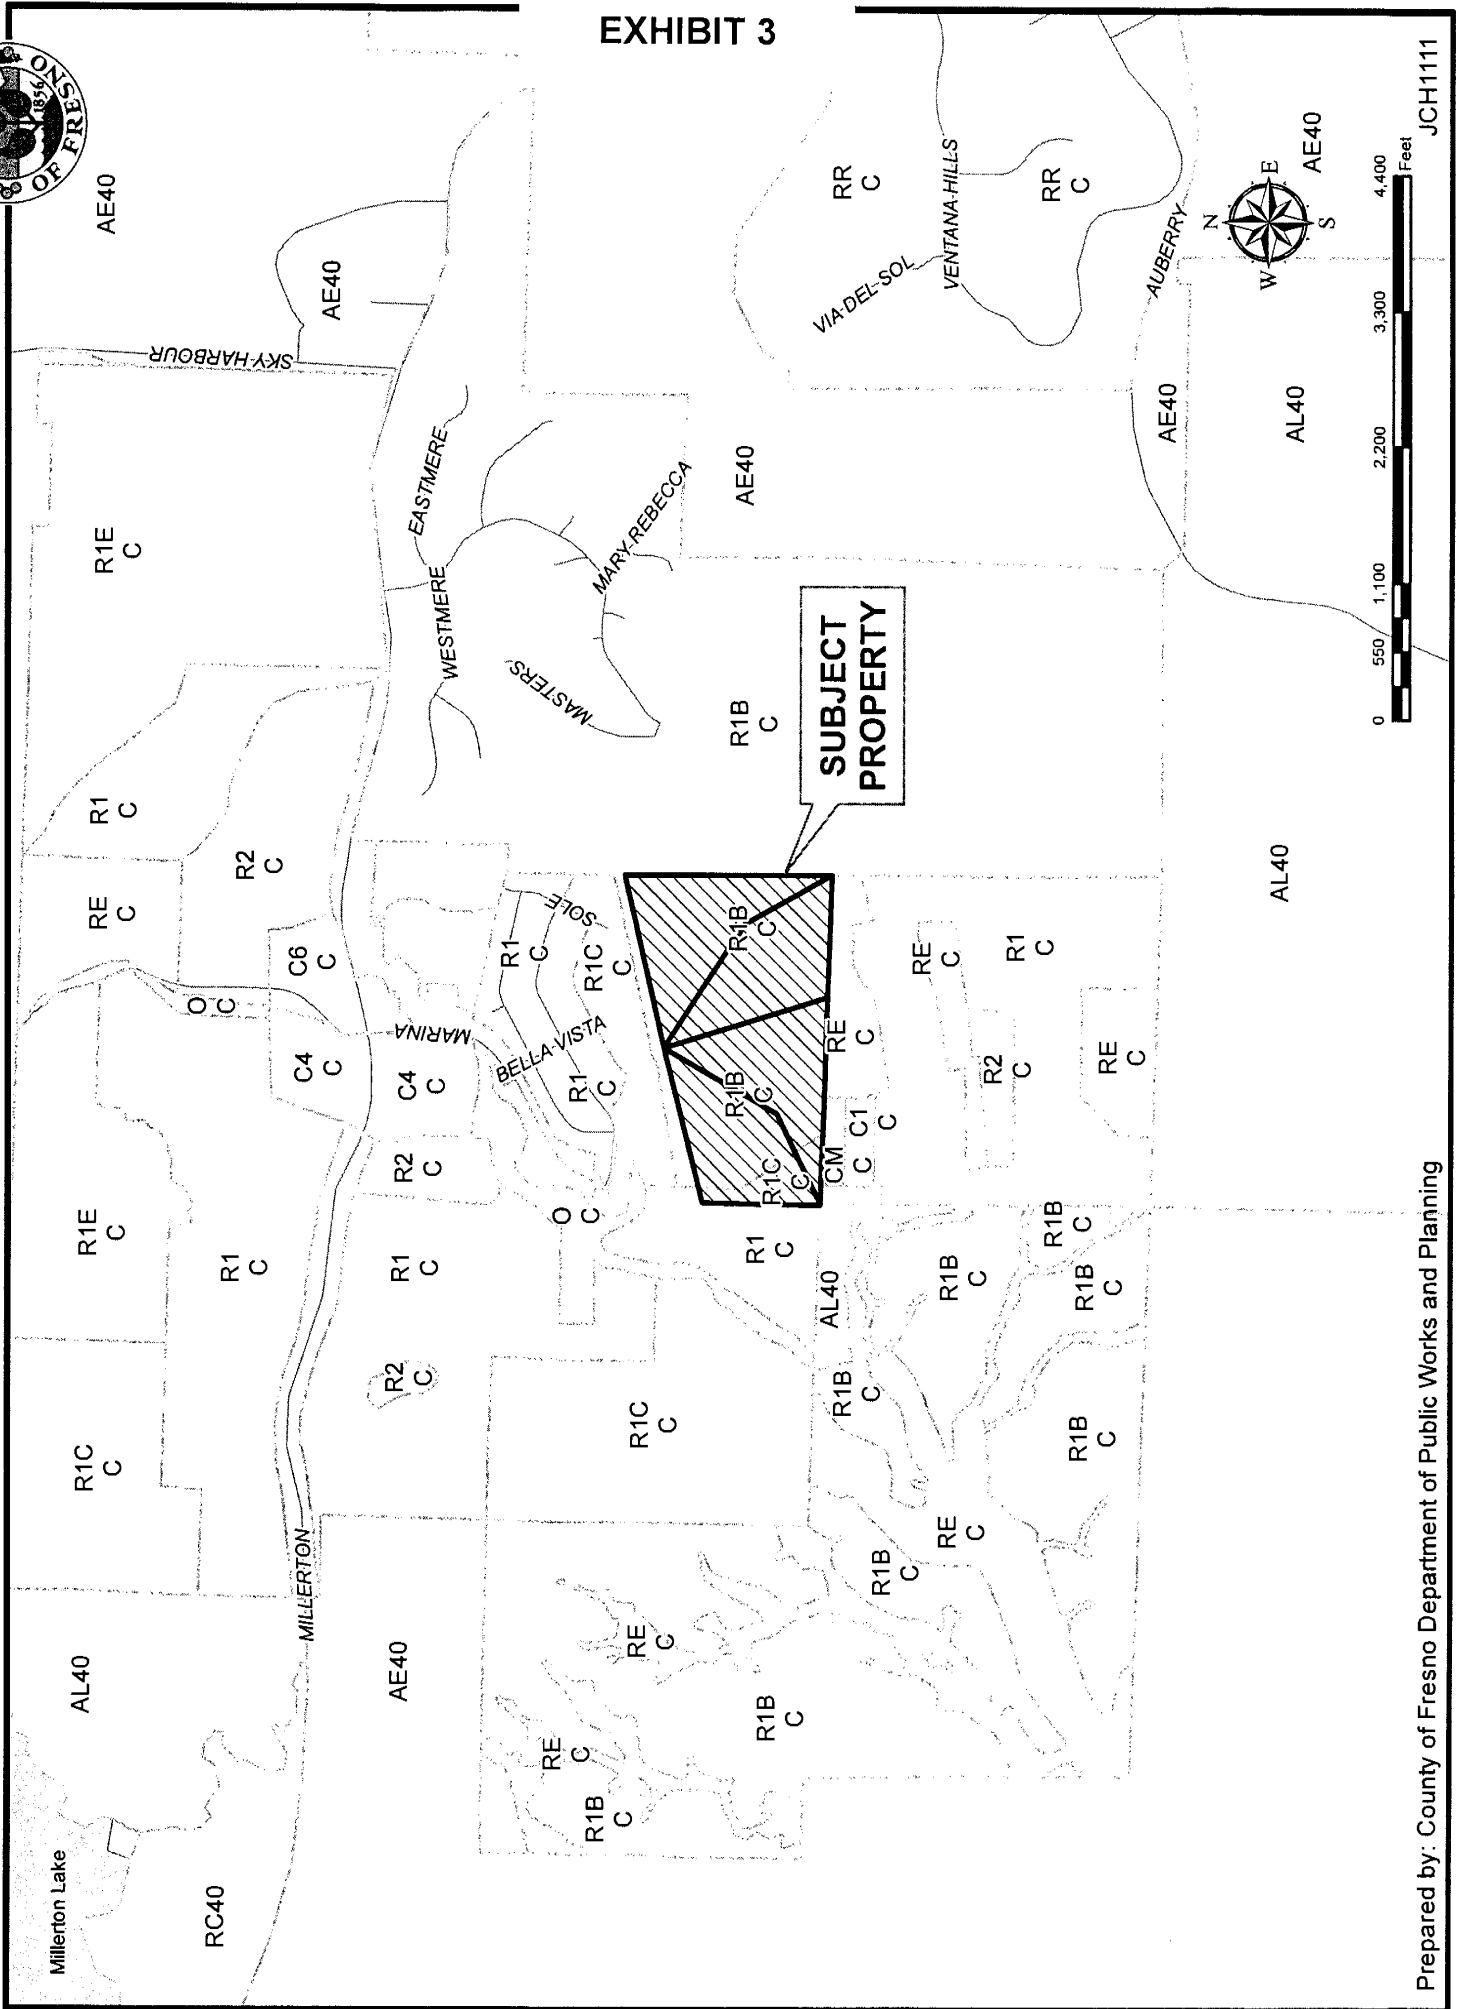 EXHIBIT 3
OF FRESNO
1856
Millerton Lake
RC40
AL40
R1C
C
R1E
C
RE
C
R1
C
R1E
C
AE40
SKY-HARBOUR
AE40
MILLERTON
R1
C
O
C
R2
C
C6
C
C4
C
AE40
R2
C
R1
C
R2
C
C4
C
MARINA
BELLA-VISTA
R1
C
R1
C
R1C
C
SOLE
WESTMERE
EASTMERE
MASTERS
MARY-REBECCA
O
C
R1B
C
RE
C
RE
C
R1B
C
R1C
C
R1
C
R1C
C
R1B
C
R1B
C
SUBJECT
PROPERTY
R1B
C
AE40
VIA-DEL-SOL
VENTANA-HILLS
RR
C
RR
C
AUBERRY
R1B
C
RE
C
R1B
C
AL40
R1B
C
R1B
C
R1B
C
R1B
C
CM
C
C1
C
RE
C
RE
C
R2
C
R1
C
RE
C
AL40
AE40
AL40
AE40
N
W
E
S
0
550
1,100
2,200
3,300
4,400
Feet
JCH1111
Prepared by: County of Fresno Department of Public Works and Planning